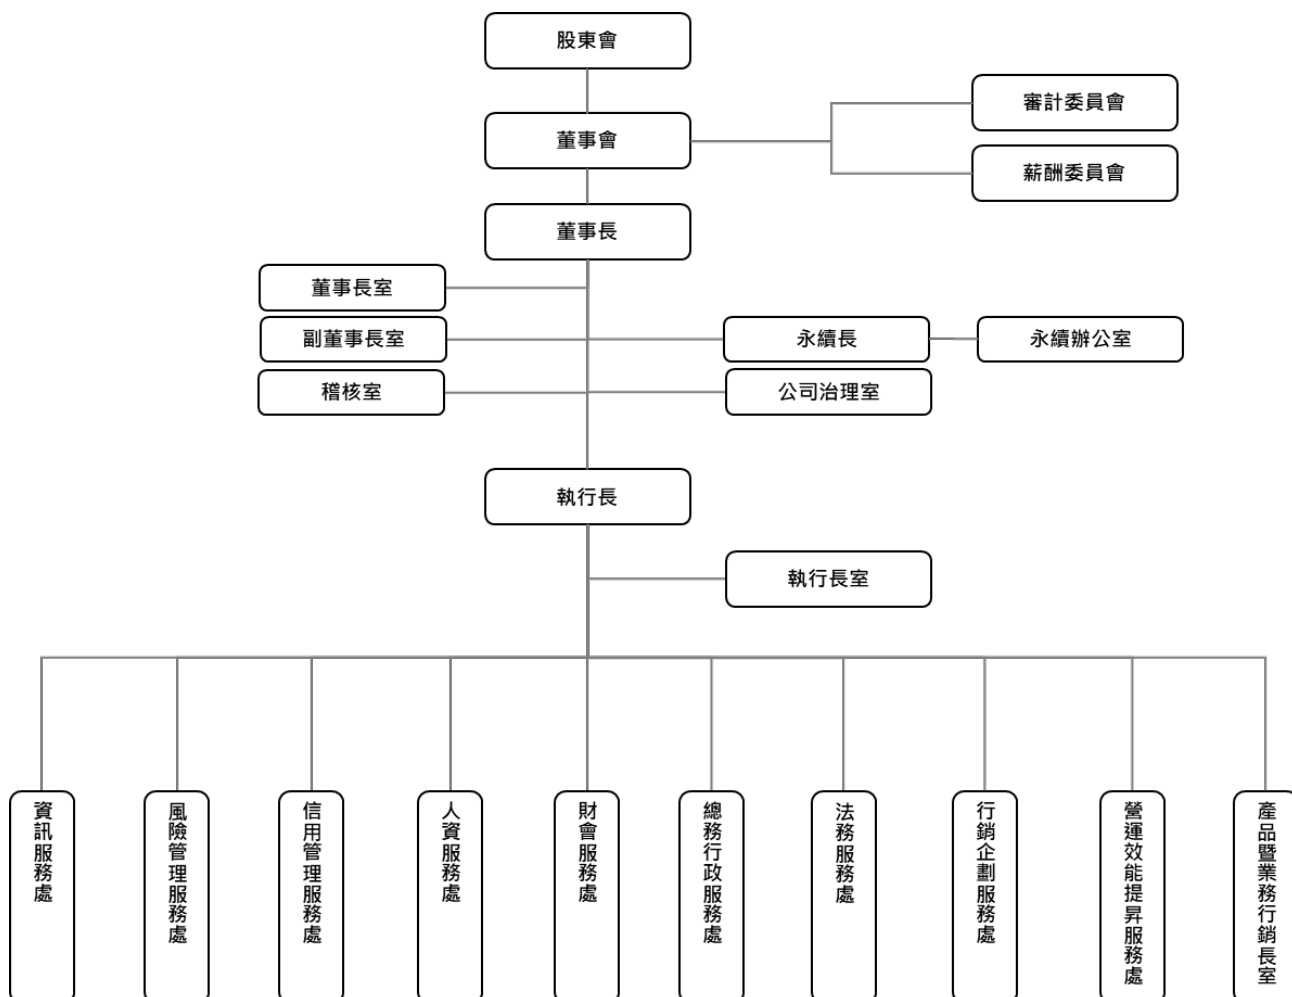 股東會
董事會
審計委員會
薪酬委員會
董事長
董事長室
副董事長室
永續長
永續辦公室
稽核室
公司治理室
執行長
執行長室
資訊服務處
風險管理服務處
信用管理服務處
人資服務處
財會服務處
總務行政服務處
法務服務處
行銷企劃服務處
營運效能提昇服務處
產品暨業務行銷長室